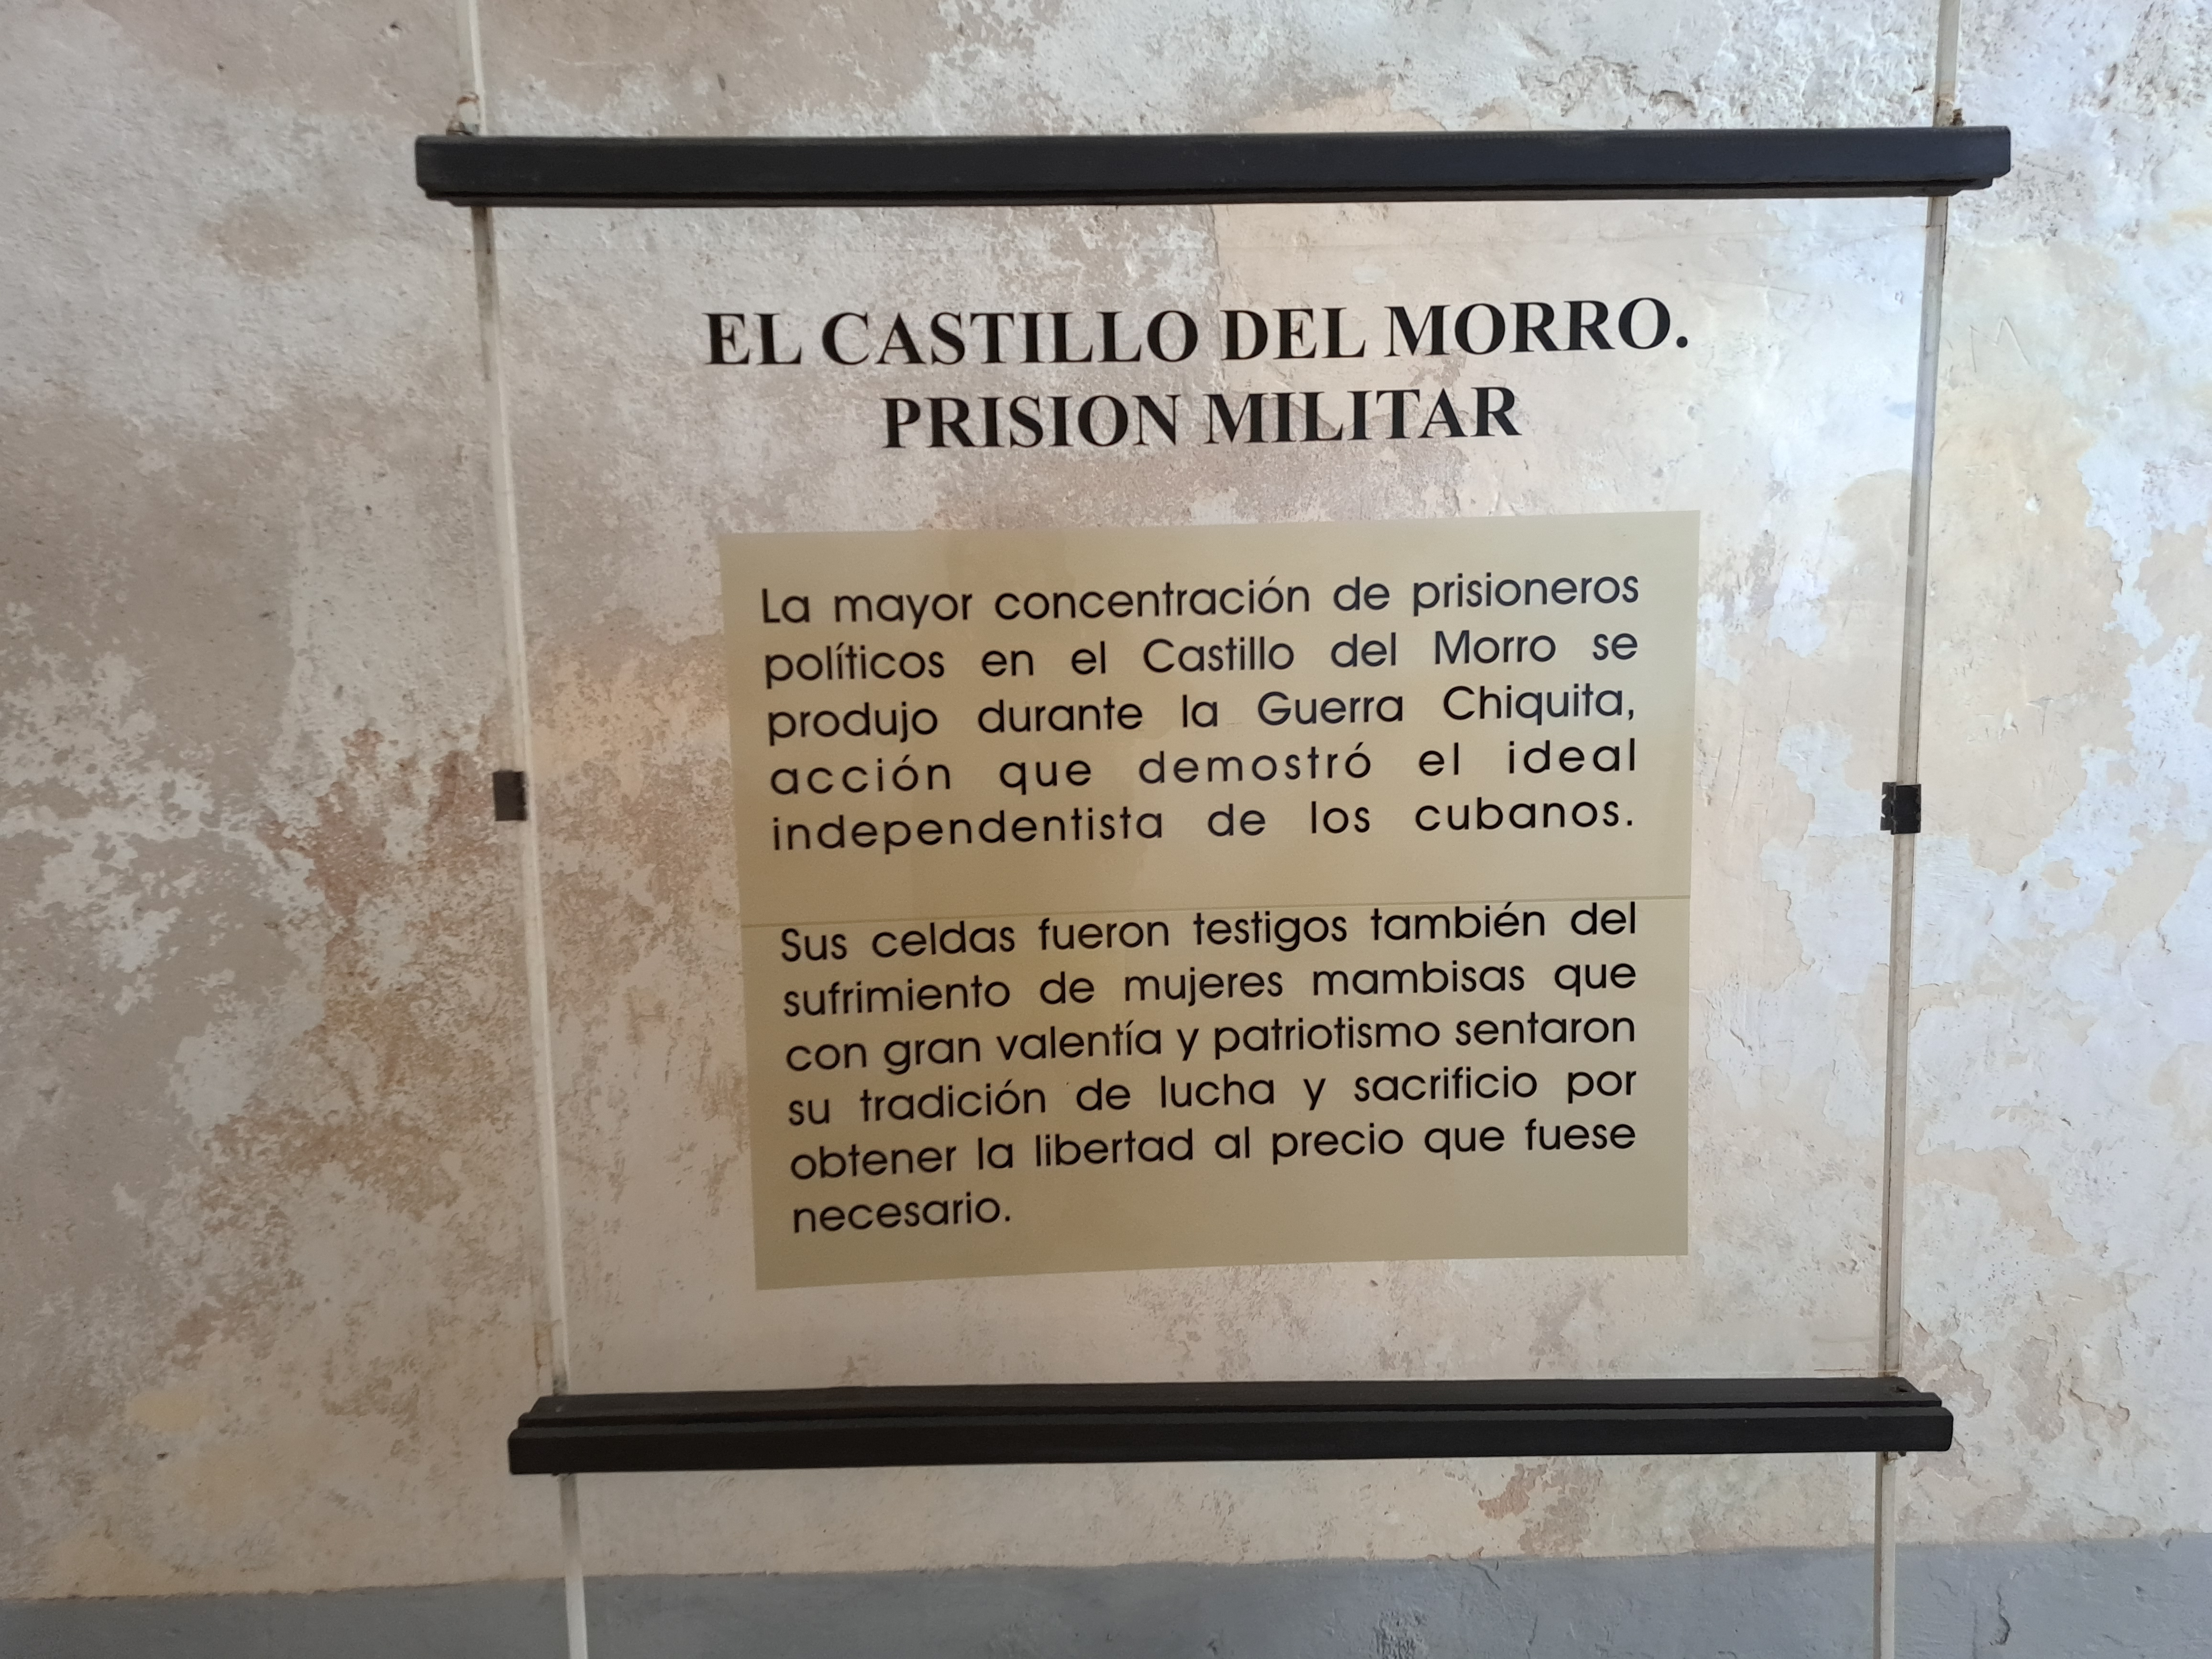 EL CASTILLO DEL MORRO.
PRISION MILITAR
La mayor concentración de prisioneros
políticos en el Castillo del Morro se
produjo durante la Guerra Chiquita,
acción que demostró el ideal
independentista de los cubanos.
Sus celdas fueron testigos también del
sufrimiento de mujeres mambisas que
con gran valentía y patriotismo sentaron
su tradición de lucha y sacrificio por
obtener la libertad al precio que fuese
necesario.